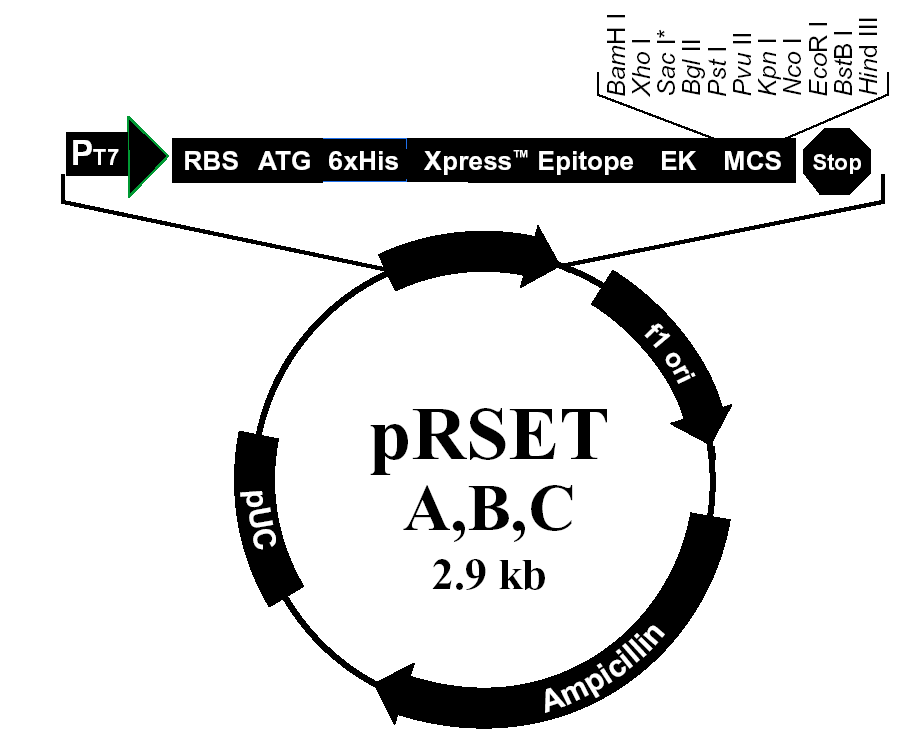 BamH I
Xho I
Sac I*
Bgl II
Pst I
Pvu II
Kpn I
Nco I
EcoR I
BstB I
Hind III
PT7
RBS ATG 6xHis Xpress™ Epitope EK MCS
Stop
f1 ori
pRSET
A,B,C
2.9 kb
pUC
Ampicillin